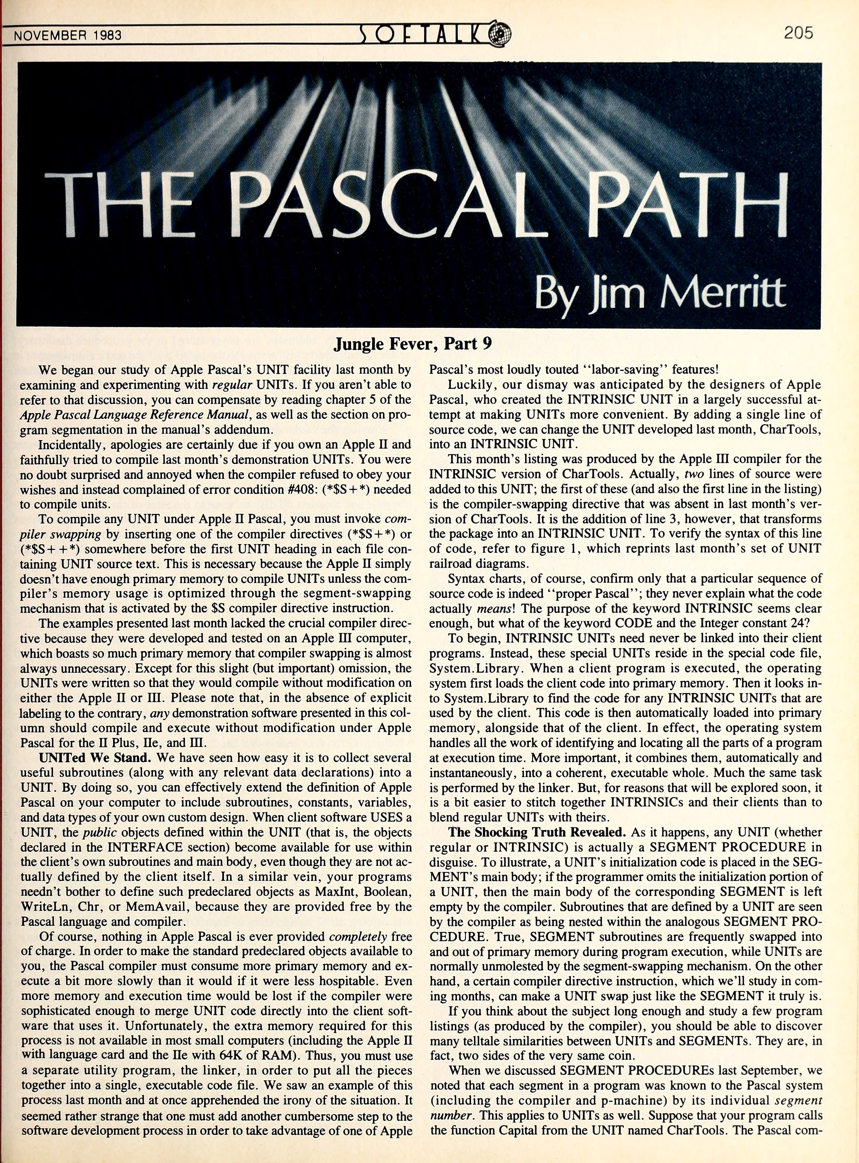 NOVEMBER 1983
SOFTALK
205
THE PASCAL PATH
By Jim Merritt
Jungle Fever, Part 9
We began our study of Apple Pascal's UNIT facility last month by
examining and experimenting with regular UNITs. If you aren't able to
refer to that discussion, you can compensate by reading chapter 5 of the
Apple Pascal Language Reference Manual, as well as the section on pro-
gram segmentation in the manual's addendum.
Incidentally, apologies are certainly due if you own an Apple II and
faithfully tried to compile last month's demonstration UNITs. You were
no doubt surprised and annoyed when the compiler refused to obey your
wishes and instead complained of error condition #408: (*$S+*) needed
to compile units.
To compile any UNIT under Apple II Pascal, you must invoke com-
piler swapping by inserting one of the compiler directives (*$S+*) or
(*$S++*) somewhere before the first UNIT heading in each file con-
taining UNIT source text. This is necessary because the Apple II simply
doesn't have enough primary memory to compile UNITs unless the com-
piler's memory usage is optimized through the segment-swapping
mechanism that is activated by the $S compiler directive instruction.
The examples presented last month lacked the crucial compiler direc-
tive because they were developed and tested on an Apple III computer,
which boasts so much primary memory that compiler swapping is almost
always unnecessary. Except for this slight (but important) omission, the
UNITs were written so that they would compile without modification on
either the Apple II or III. Please note that, in the absence of explicit
labeling to the contrary, any demonstration software presented in this col-
umn should compile and execute without modification under Apple
Pascal for the II Plus, IIe, and III.
UNITed We Stand. We have seen how easy it is to collect several
useful subroutines (along with any relevant data declarations) into a
UNIT. By doing so, you can effectively extend the definition of Apple
Pascal on your computer to include subroutines, constants, variables,
and data types of your own custom design. When client software USES a
UNIT, the public objects defined within the UNIT (that is, the objects
declared in the INTERFACE section) become available for use within
the client's own subroutines and main body, even though they are not ac-
tually defined by the client itself. In a similar vein, your programs
needn't bother to define such predeclared objects as MaxInt, Boolean,
WriteLn, Chr, or MemAvail, because they are provided free by the
Pascal language and compiler.
Of course, nothing in Apple Pascal is ever provided completely free
of charge. In order to make the standard predeclared objects available to
you, the Pascal compiler must consume more primary memory and ex-
ecute a bit more slowly than it would if it were less hospitable. Even
more memory and execution time would be lost if the compiler were
sophisticated enough to merge UNIT code directly into the client soft-
ware that uses it. Unfortunately, the extra memory required for this
process is not available in most small computers (including the Apple II
with language card and the IIe with 64K of RAM). Thus, you must use
a separate utility program, the linker, in order to put all the pieces
together into a single, executable code file. We saw an example of this
process last month and at once apprehended the irony of the situation. It
seemed rather strange that one must add another cumbersome step to the
software development process in order to take advantage of one of Apple
Pascal's most loudly touted "labor-saving" features!
Luckily, our dismay was anticipated by the designers of Apple
Pascal, who created the INTRINSIC UNIT in a largely successful at-
tempt at making UNITs more convenient. By adding a single line of
source code, we can change the UNIT developed last month, CharTools,
into an INTRINSIC UNIT.
This month's listing was produced by the Apple III compiler for the
INTRINSIC version of CharTools. Actually, two lines of source were
added to this UNIT; the first of these (and also the first line in the listing)
is the compiler-swapping directive that was absent in last month's ver-
sion of CharTools. It is the addition of line 3, however, that transforms
the package into an INTRINSIC UNIT. To verify the syntax of this line
of code, refer to figure 1, which reprints last month's set of UNIT
railroad diagrams.
Syntax charts, of course, confirm only that a particular sequence of
source code is indeed "proper Pascal"; they never explain what the code
actually means! The purpose of the keyword INTRINSIC seems clear
enough, but what of the keyword CODE and the Integer constant 24?
To begin, INTRINSIC UNITs need never be linked into their client
programs. Instead, these special UNITs reside in the special code file,
System.Library. When a client program is executed, the operating
system first loads the client code into primary memory. Then it looks in-
to System.Library to find the code for any INTRINSIC UNITs that are
used by the client. This code is then automatically loaded into primary
memory, alongside that of the client. In effect, the operating system
handles all the work of identifying and locating all the parts of a program
at execution time. More important, it combines them, automatically and
instantaneously, into a coherent, executable whole. Much the same task
is performed by the linker. But, for reasons that will be explored soon, it
is a bit easier to stitch together INTRINSICs and their clients than to
blend regular UNITs with theirs.
The Shocking Truth Revealed. As it happens, any UNIT (whether
regular or INTRINSIC) is actually a SEGMENT PROCEDURE in
disguise. To illustrate, a UNIT's initialization code is placed in the SEG-
MENT's main body; if the programmer omits the initialization portion of
a UNIT, then the main body of the corresponding SEGMENT is left
empty by the compiler. Subroutines that are defined by a UNIT are seen
by the compiler as being nested within the analogous SEGMENT PRO-
CEDURE. True, SEGMENT subroutines are frequently swapped into
and out of primary memory during program execution, while UNITs are
normally unmolested by the segment-swapping mechanism. On the other
hand, a certain compiler directive instruction, which we'll study in com-
ing months, can make a UNIT swap just like the SEGMENT it truly is.
If you think about the subject long enough and study a few program
listings (as produced by the compiler), you should be able to discover
many telltale similarities between UNITs and SEGMENTs. They are, in
fact, two sides of the very same coin.
When we discussed SEGMENT PROCEDUREs last September, we
noted that each segment in a program was known to the Pascal system
(including the compiler and p-machine) by its individual segment
number. This applies to UNITs as well. Suppose that your program calls
the function Capital from the UNIT named CharTools. The Pascal com-